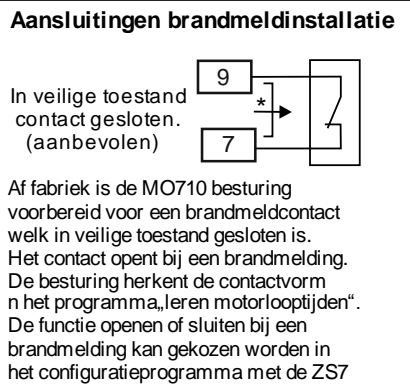 Aansluitingen brandmeldinstallatie
9
In veilige toestand
contact gesloten.
(aanbevolen)
*
7
Af fabriek is de MO710 besturing
voorbereid voor een brandmeldcontact
welk in veilige toestand gesloten is.
Het contact opent bij een brandmelding.
De besturing herkent de contactvorm
n het programma„leren motorlooptijden“.
De functie openen of sluiten bij een
brandmelding kan gekozen worden in
het configuratieprogramma met de ZS7